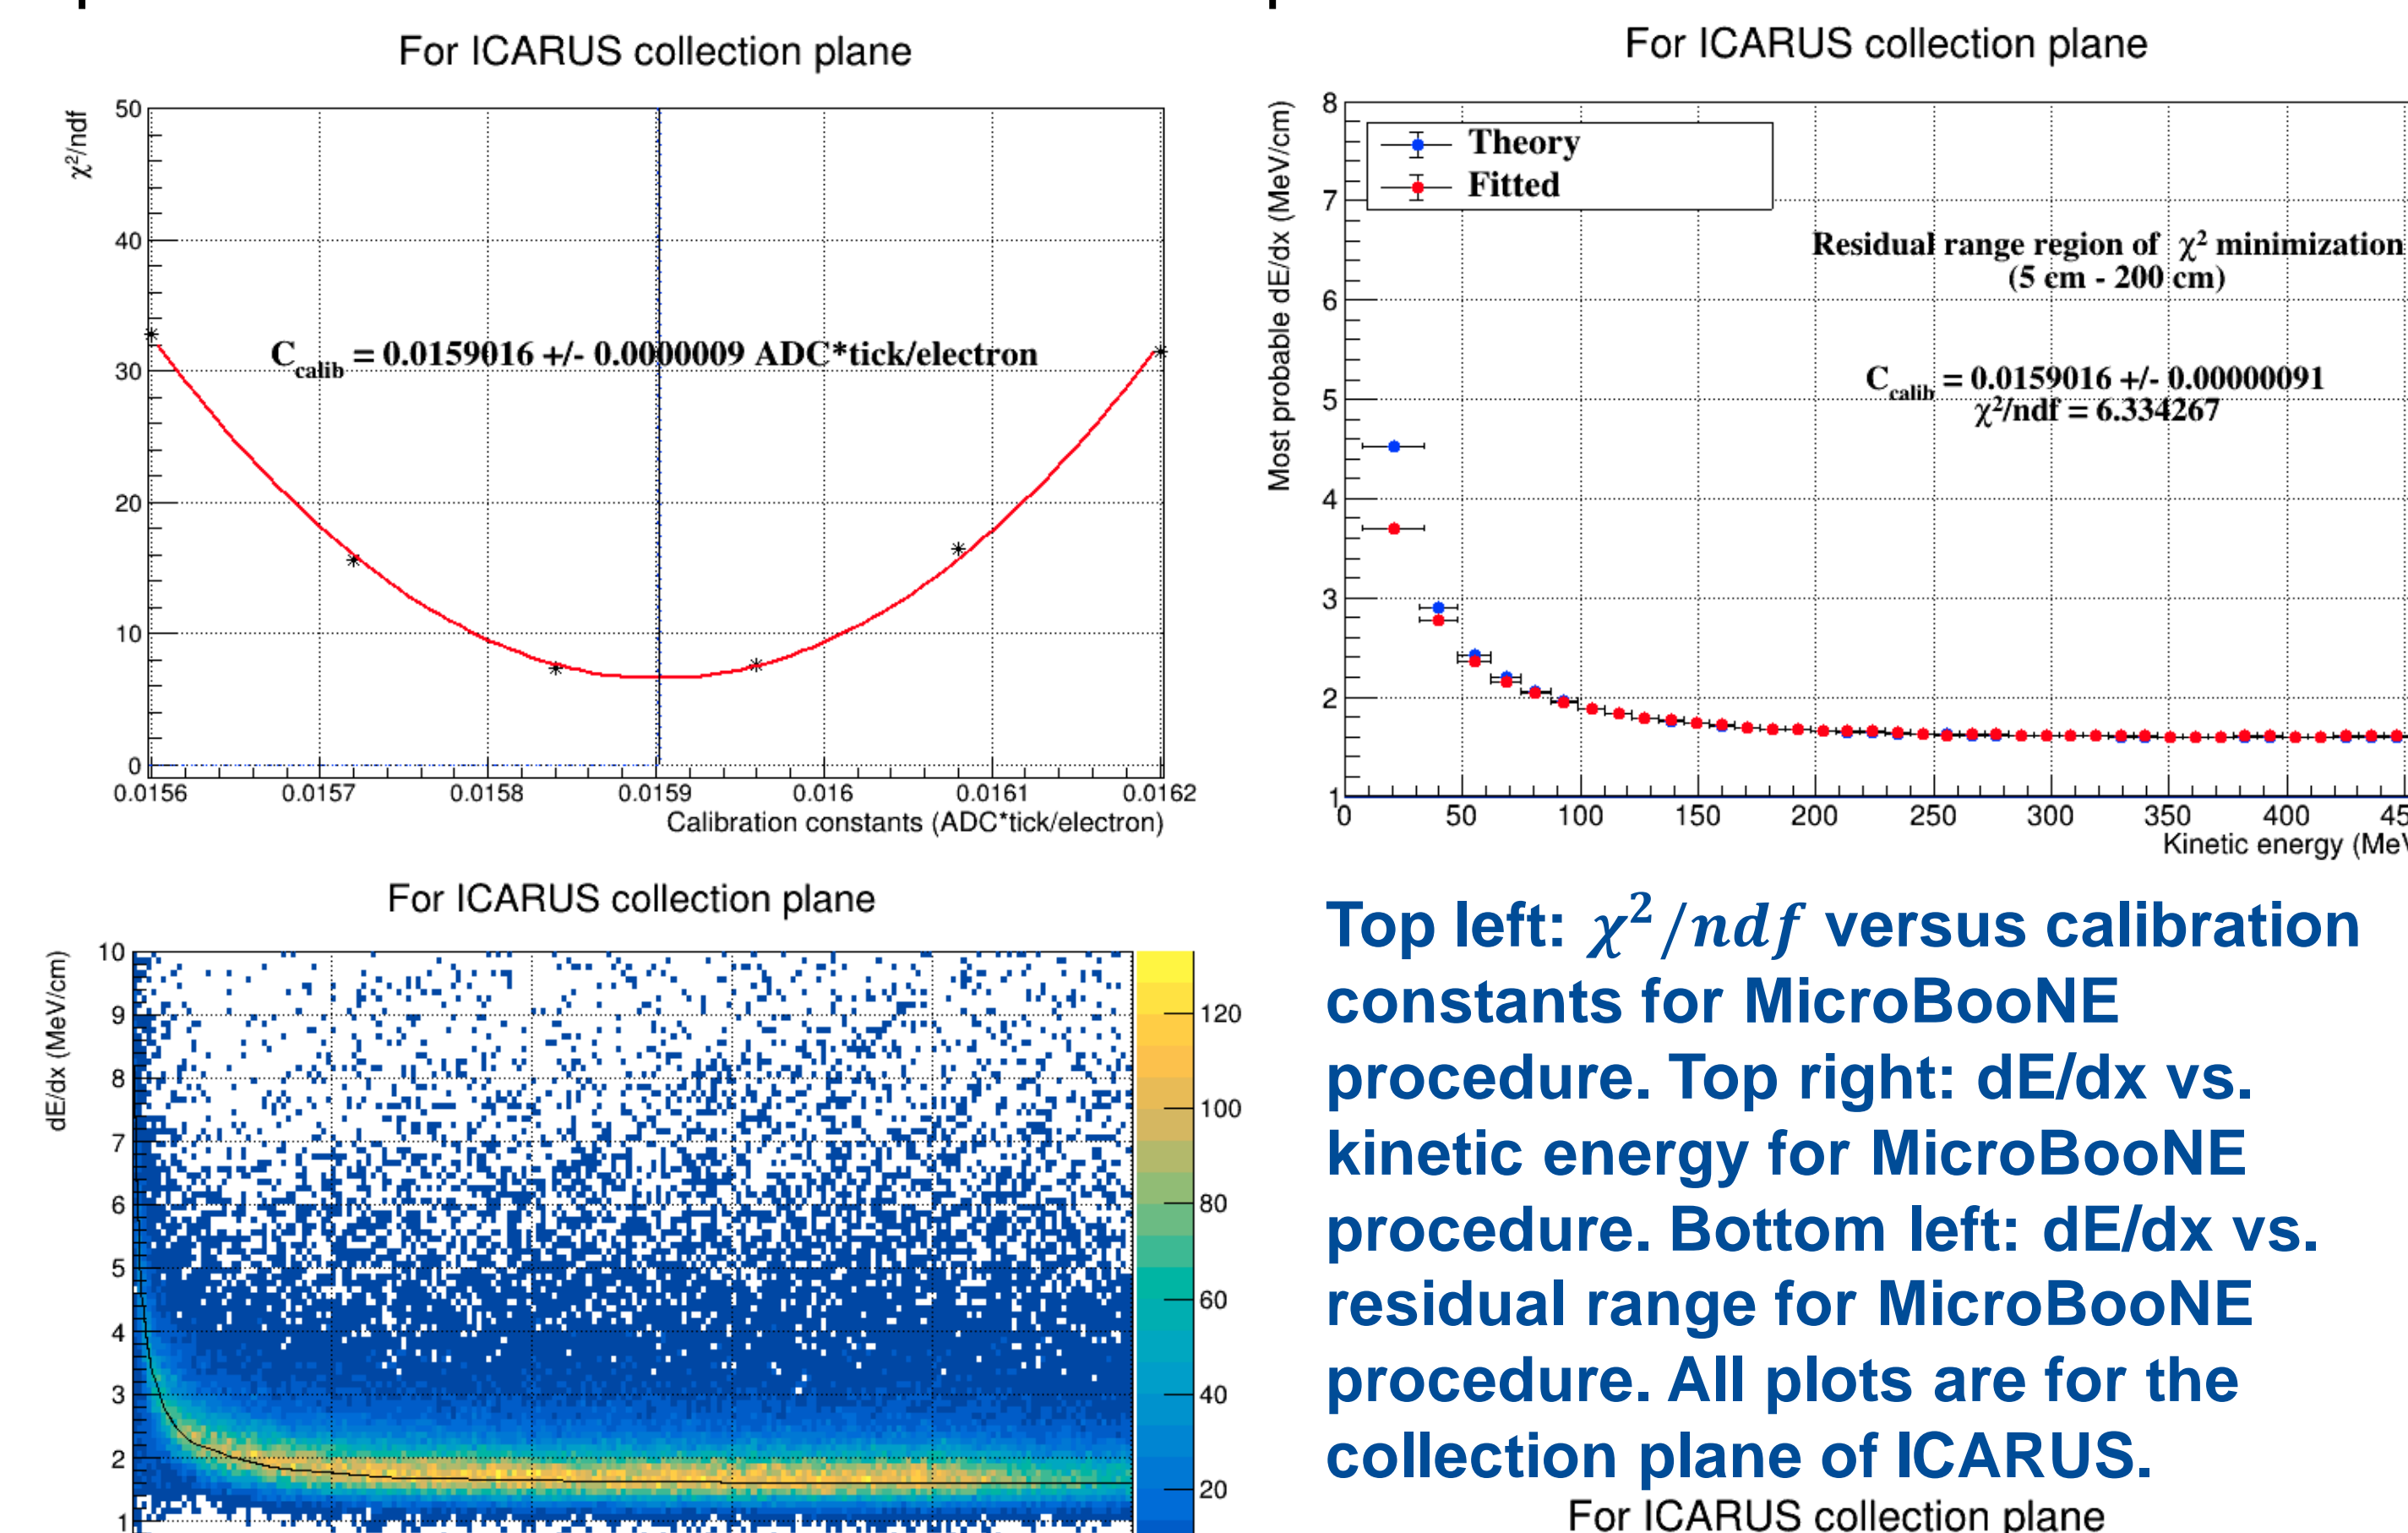 For ICARUS collection plane
χ²/ndf
50
40
30
20
10
0
C_calib = 0.0159016 +/- 0.0000009 ADC*tick/electron
0.0156 0.0157 0.0158 0.0159 0.016 0.0161 0.0162
Calibration constants (ADC*tick/electron)
For ICARUS collection plane
Most probable dE/dx (MeV/cm)
8
7
6
5
4
3
2
1
Theory
Fitted
Residual range region of χ² minimization
(5 cm - 200 cm)
C_calib = 0.0159016 +/- 0.00000091
χ²/ndf = 6.334267
0 50 100 150 200 250 300 350 400 45
Kinetic energy (MeV
For ICARUS collection plane
dE/dx (MeV/cm)
10
9
8
7
6
5
4
3
2
1
120
100
80
60
40
20
Top left: χ²/ndf versus calibration
constants for MicroBooNE
procedure. Top right: dE/dx vs.
kinetic energy for MicroBooNE
procedure. Bottom left: dE/dx vs.
residual range for MicroBooNE
procedure. All plots are for the
collection plane of ICARUS.
For ICARUS collection plane